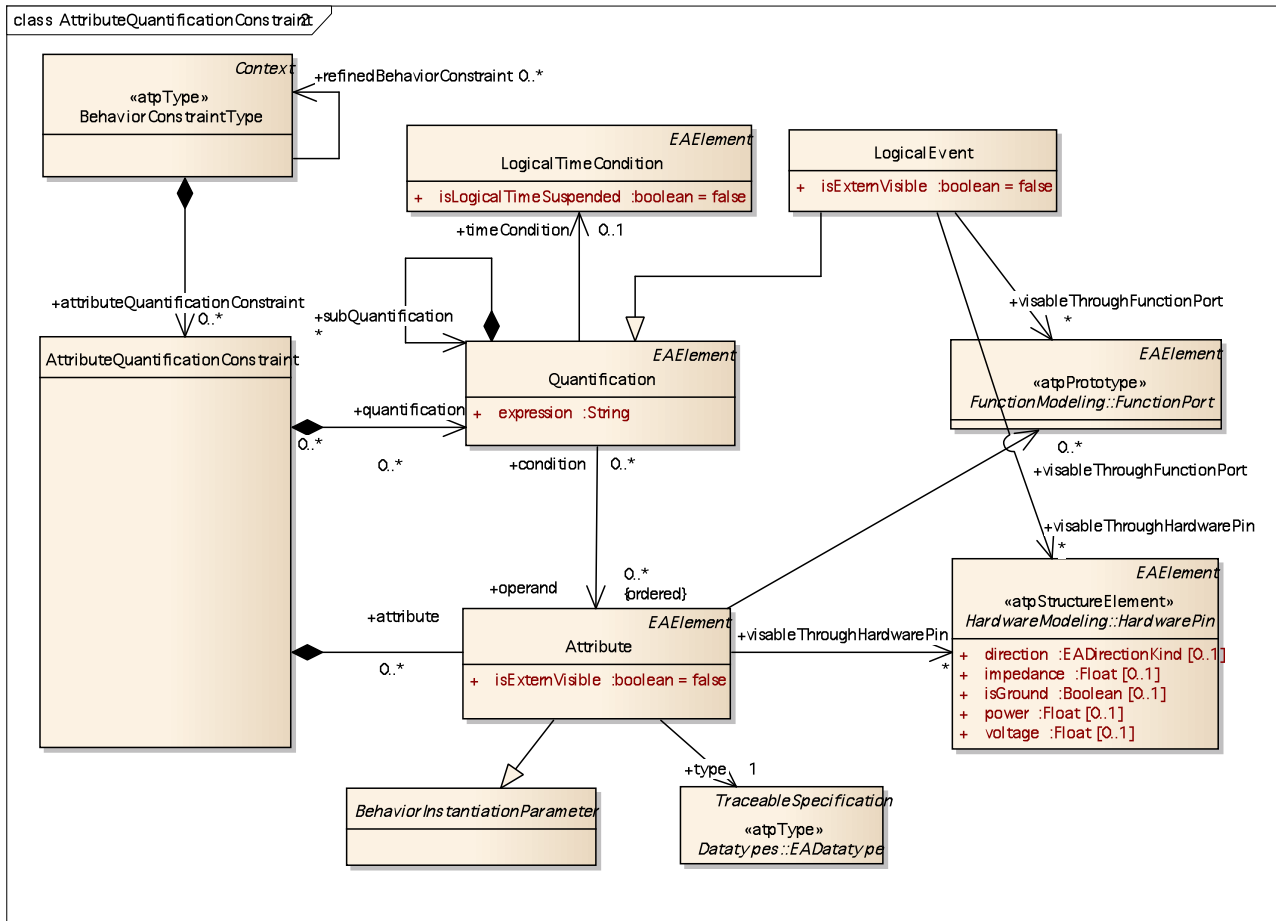 class AttributeQuantificationConstraint2
Context
«atpType»
BehaviorConstraintType
+refinedBehaviorConstraint 0..*
EAElement
LogicalTimeCondition
+ isLogicalTimeSuspended :boolean = false
LogicalEvent
+ isExternVisible :boolean = false
+timeCondition
0..1
+attributeQuantificationConstraint
0..*
+subQuantification
*
+visableThroughFunctionPort
*
AttributeQuantificationConstraint
EAElement
Quantification
+ expression :String
EAElement
«atpPrototype»
FunctionModeling::FunctionPort
+quantification
0..*
0..*
+condition
0..*
0..*
+visableThroughFunctionPort
+visableThroughHardwarePin
*
+operand
0..*
{ordered}
EAElement
«atpStructureElement»
HardwareModeling::HardwarePin
+ direction :EADirectionKind [0..1]
+ impedance :Float [0..1]
+ isGround :Boolean [0..1]
+ power :Float [0..1]
+ voltage :Float [0..1]
+attribute
0..*
EAElement
Attribute
+ isExternVisible :boolean = false
+visableThroughHardwarePin
*
+type 1
BehaviorInstantiationParameter
TraceableSpecification
«atpType»
Datatypes::EADatatype